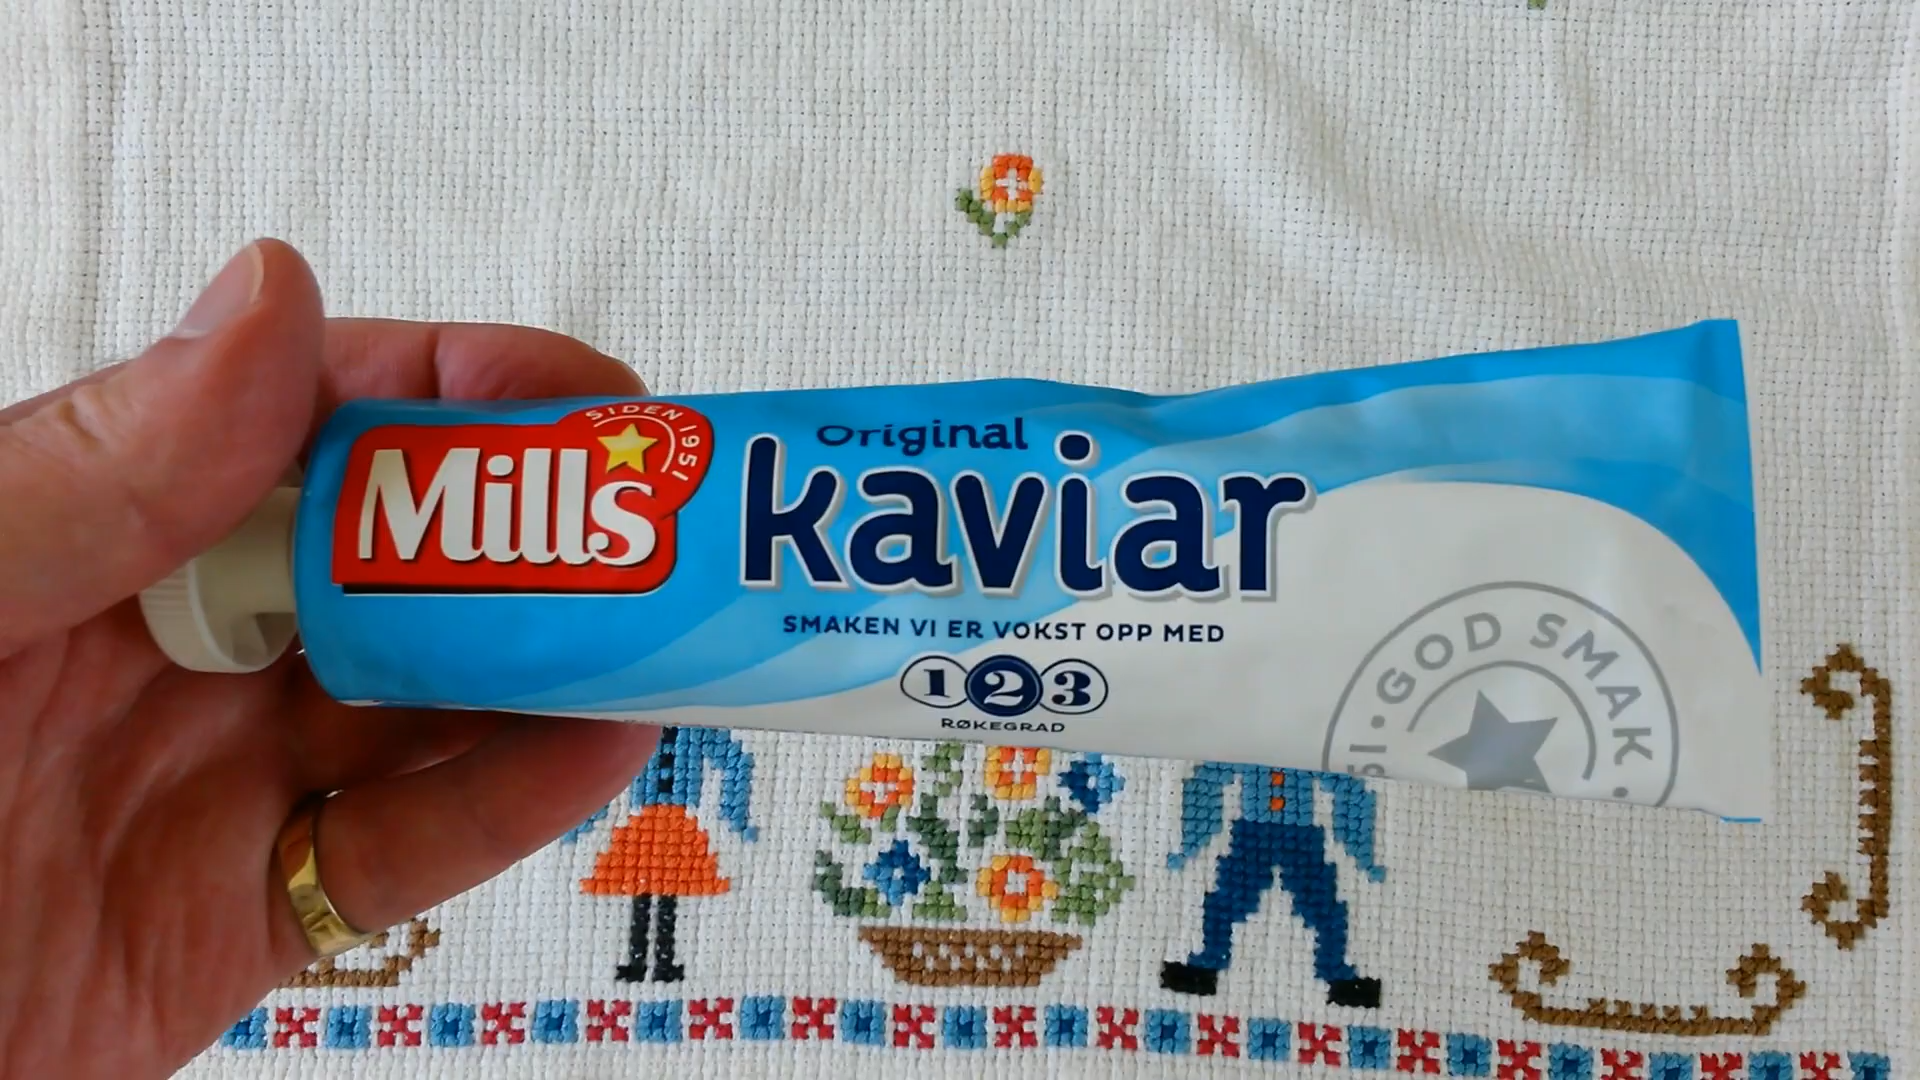 SIDEN 1951
Mills
Original
kaviar
SMAKEN VI ER VOKST OPP MED
1 2 3
RØKEGRAD
GOD SMAK